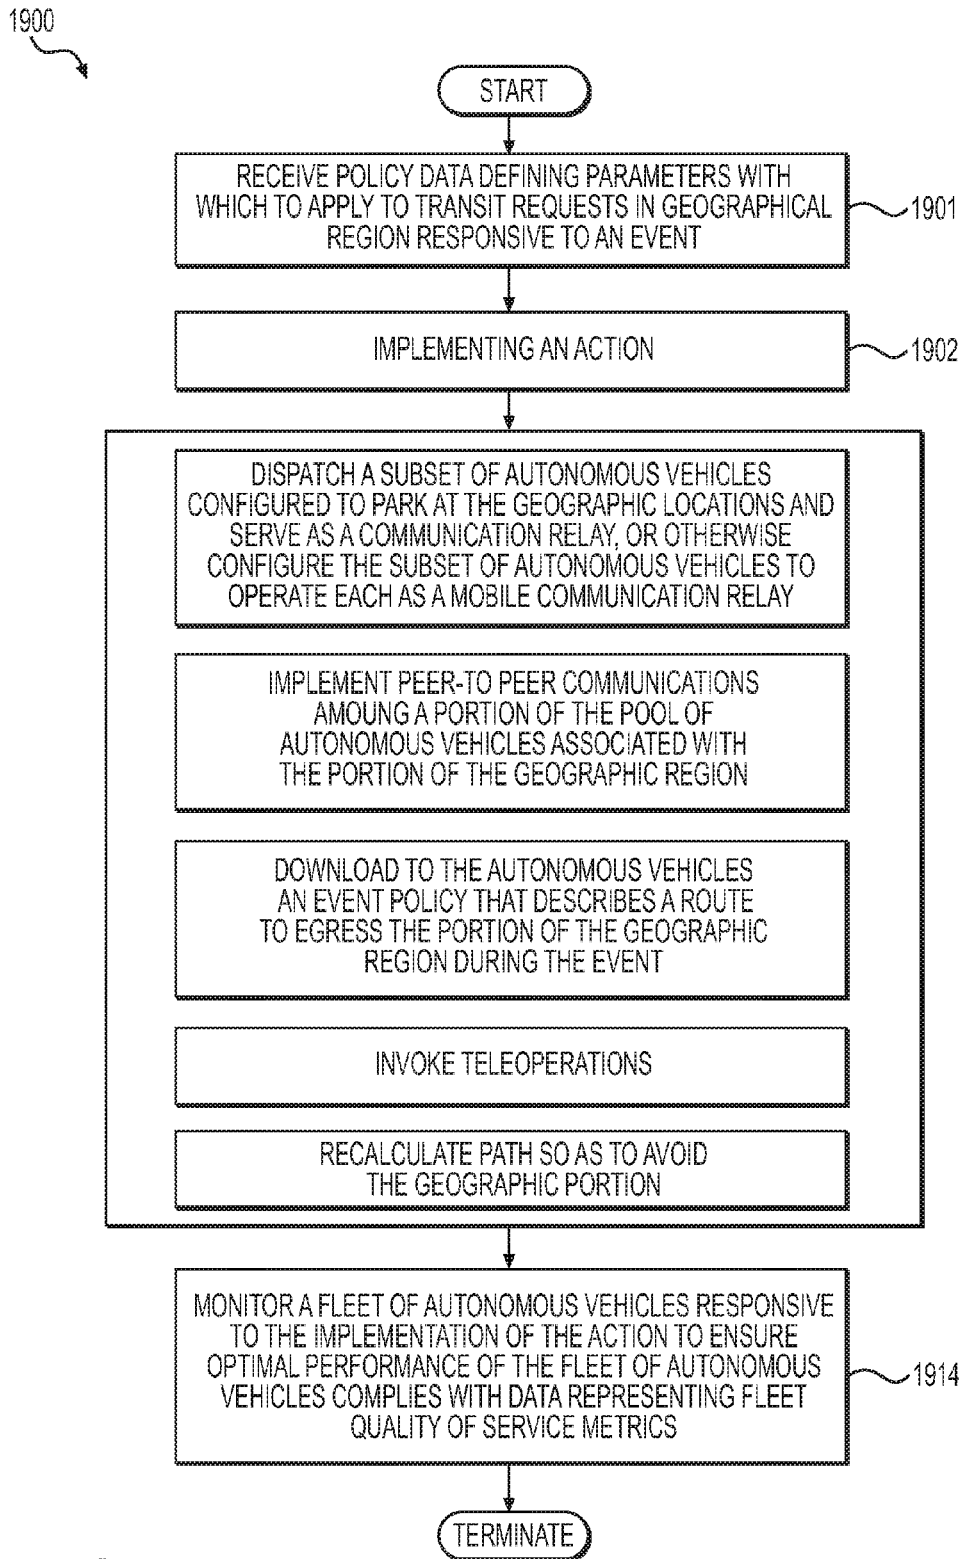 1900
START
RECEIVE POLICY DATA DEFINING PARAMETERS WITH
WHICH TO APPLY TO TRANSIT REQUESTS IN GEOGRAPHICAL
REGION RESPONSIVE TO AN EVENT
1901
IMPLEMENTING AN ACTION
1902
DISPATCH A SUBSET OF AUTONOMOUS VEHICLES
CONFIGURED TO PARK AT THE GEOGRAPHIC LOCATIONS AND
SERVE AS A COMMUNICATION RELAY, OR OTHERWISE
CONFIGURE THE SUBSET OF AUTONOMOUS VEHICLES TO
OPERATE EACH AS A MOBILE COMMUNICATION RELAY
IMPLEMENT PEER-TO PEER COMMUNICATIONS
AMOUNG A PORTION OF THE POOL OF
AUTONOMOUS VEHICLES ASSOCIATED WITH
THE PORTION OF THE GEOGRAPHIC REGION
DOWNLOAD TO THE AUTONOMOUS VEHICLES
AN EVENT POLICY THAT DESCRIBES A ROUTE
TO EGRESS THE PORTION OF THE GEOGRAPHIC
REGION DURING THE EVENT
INVOKE TELEOPERATIONS
RECALCULATE PATH SO AS TO AVOID
THE GEOGRAPHIC PORTION
MONITOR A FLEET OF AUTONOMOUS VEHICLES RESPONSIVE
TO THE IMPLEMENTATION OF THE ACTION TO ENSURE
OPTIMAL PERFORMANCE OF THE FLEET OF AUTONOMOUS
VEHICLES COMPLIES WITH DATA REPRESENTING FLEET
QUALITY OF SERVICE METRICS
1914
TERMINATE